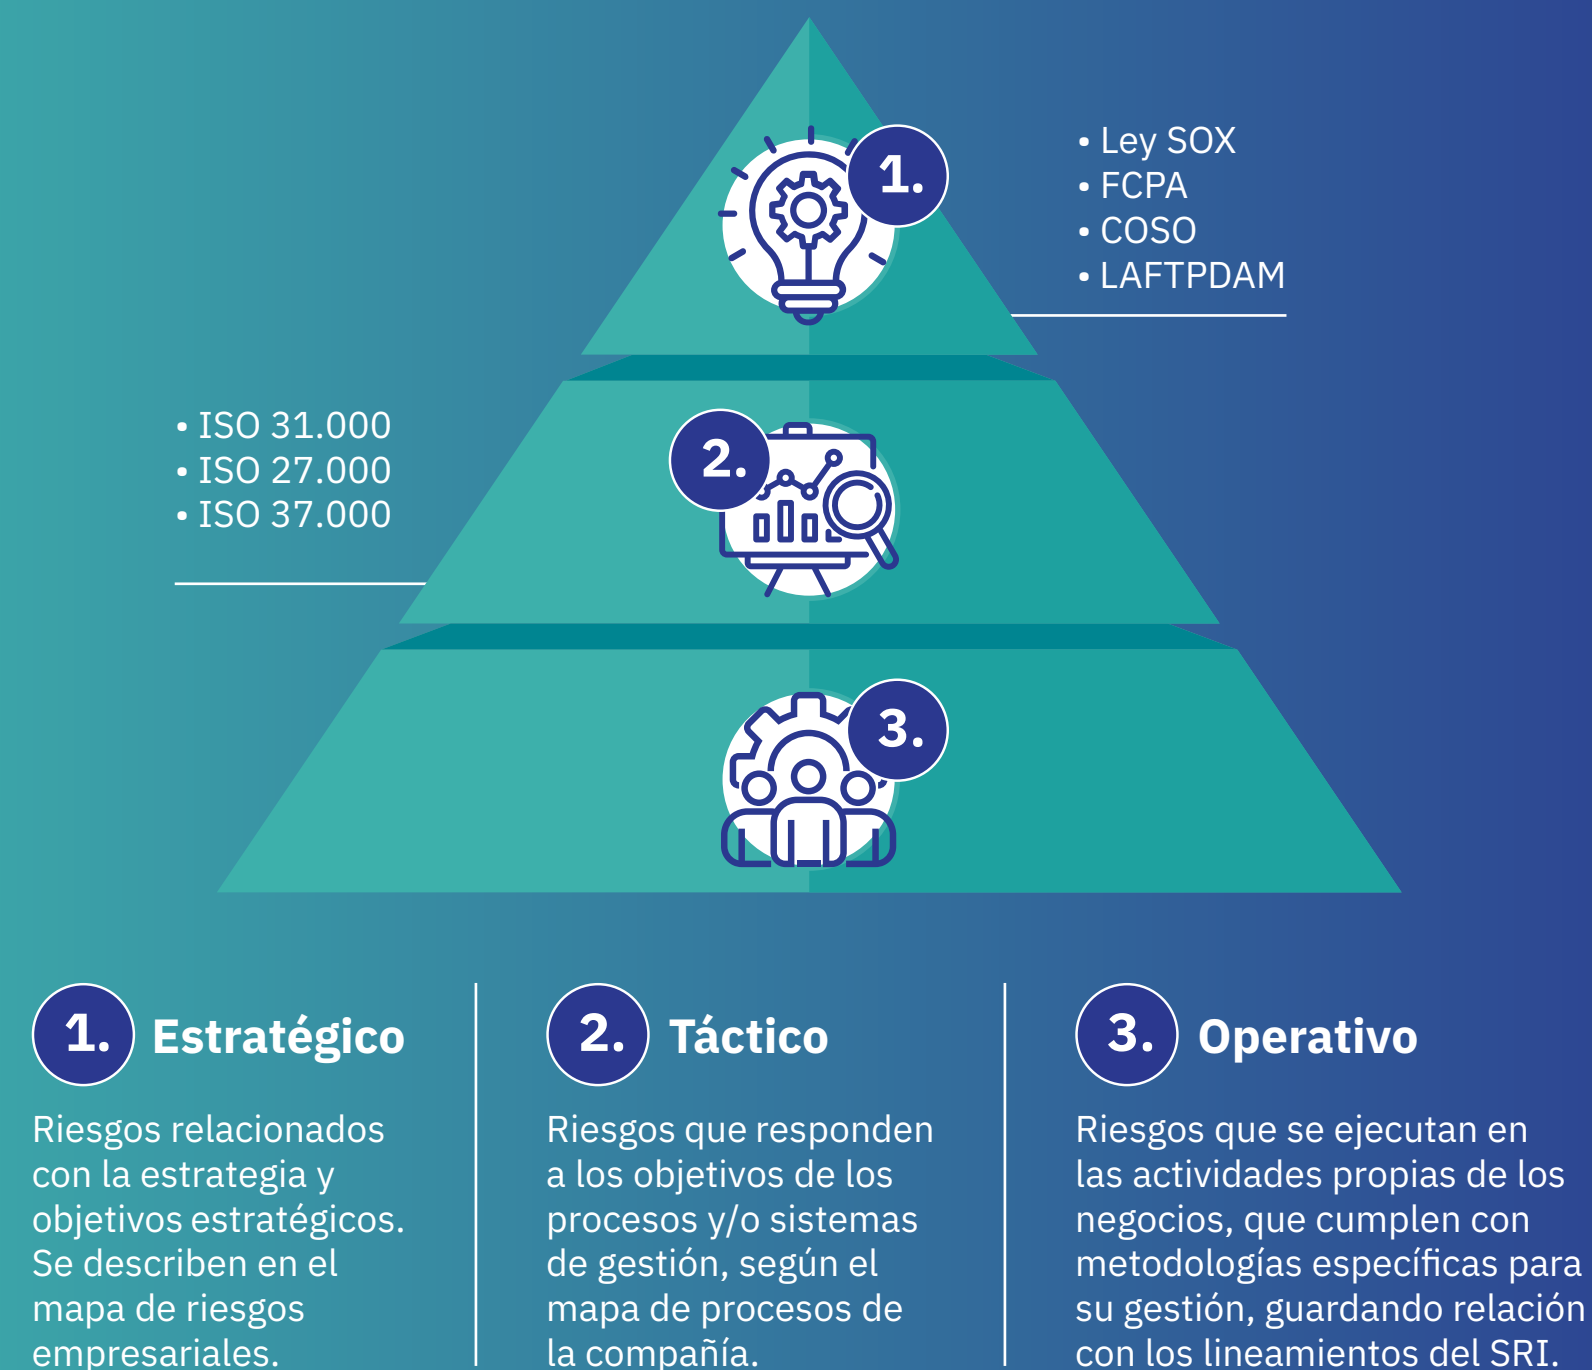 1.
• Ley SOX
• FCPA
• COSO
• LAFTPDAM
• ISO 31.000
• ISO 27.000
• ISO 37.000
2.
3.
1. Estratégico
Riesgos relacionados
con la estrategia y
objetivos estratégicos.
Se describen en el
mapa de riesgos
empresariales.
2. Táctico
Riesgos que responden
a los objetivos de los
procesos y/o sistemas
de gestión, según el
mapa de procesos de
la compañía.
3. Operativo
Riesgos que se ejecutan en
las actividades propias de los
negocios, que cumplen con
metodologías específicas para
su gestión, guardando relación
con los lineamientos del SRI.